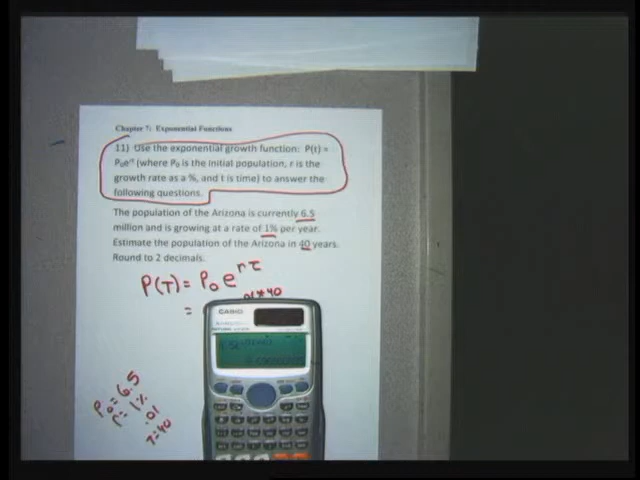 Chapter 7: Exponential Functions
11) Use the exponential growth function: P(t) =
P₀eʳᵗ (where P₀ is the initial population, r is the
growth rate as a %, and t is time) to answer the
following questions.
The population of the Arizona is currently 6.5
million and is growing at a rate of 1% per year.
Estimate the population of the Arizona in 40 years.
Round to 2 decimals.
P(T) = P₀ e^rt
= .01*40
P₀ = 6.5
r = 1%
.01
T = 40
CASIO